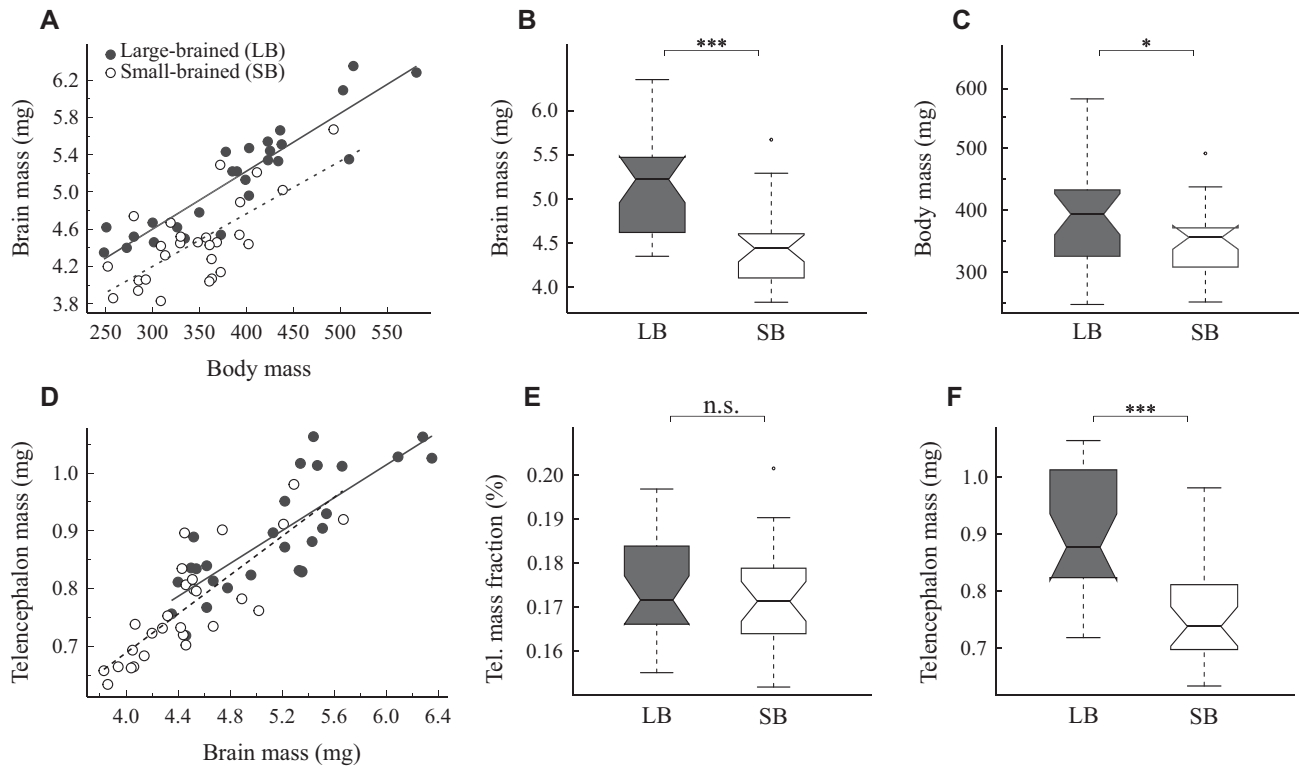 A
Large-brained (LB)
Small-brained (SB)
Brain mass (mg)
6.2
5.8
5.4
5.0
4.6
4.2
3.8
250 300 350 400 450 500 550
Body mass
B
***
Brain mass (mg)
6.0
5.5
5.0
4.5
4.0
LB SB
C
*
Body mass (mg)
600
500
400
300
LB SB
D
Telencephalon mass (mg)
1.0
0.9
0.8
0.7
4.0 4.4 4.8 5.2 5.6 6.0 6.4
Brain mass (mg)
E
n.s.
Tel. mass fraction (%)
0.20
0.19
0.18
0.17
0.16
LB SB
F
***
Telencephalon mass (mg)
1.0
0.9
0.8
0.7
LB SB